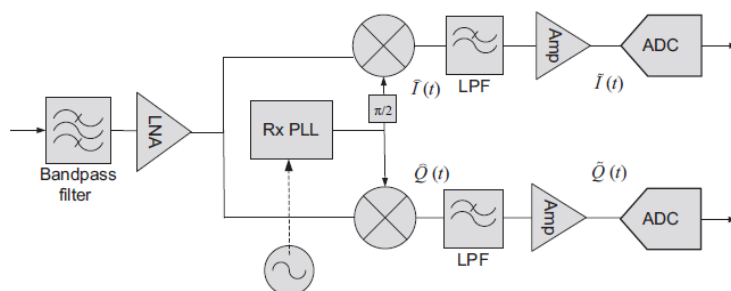 Amp
ADC
Î(t)
LPF
Ĩ(t)
π/2
LNA
Rx PLL
Bandpass
filter
Q̂(t)
Q̃(t)
Amp
ADC
LPF